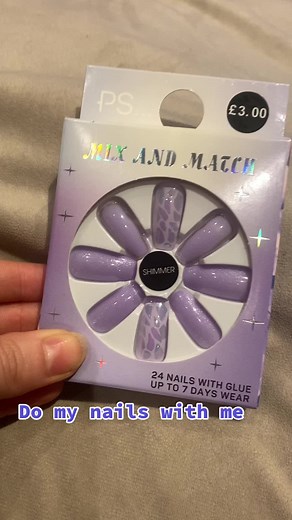 PS...
£3.00
MIX AND MATCH
SHIMMER
24 NAILS WITH GLUE
UP TO 7 DAYS WEAR
Do my nails with me